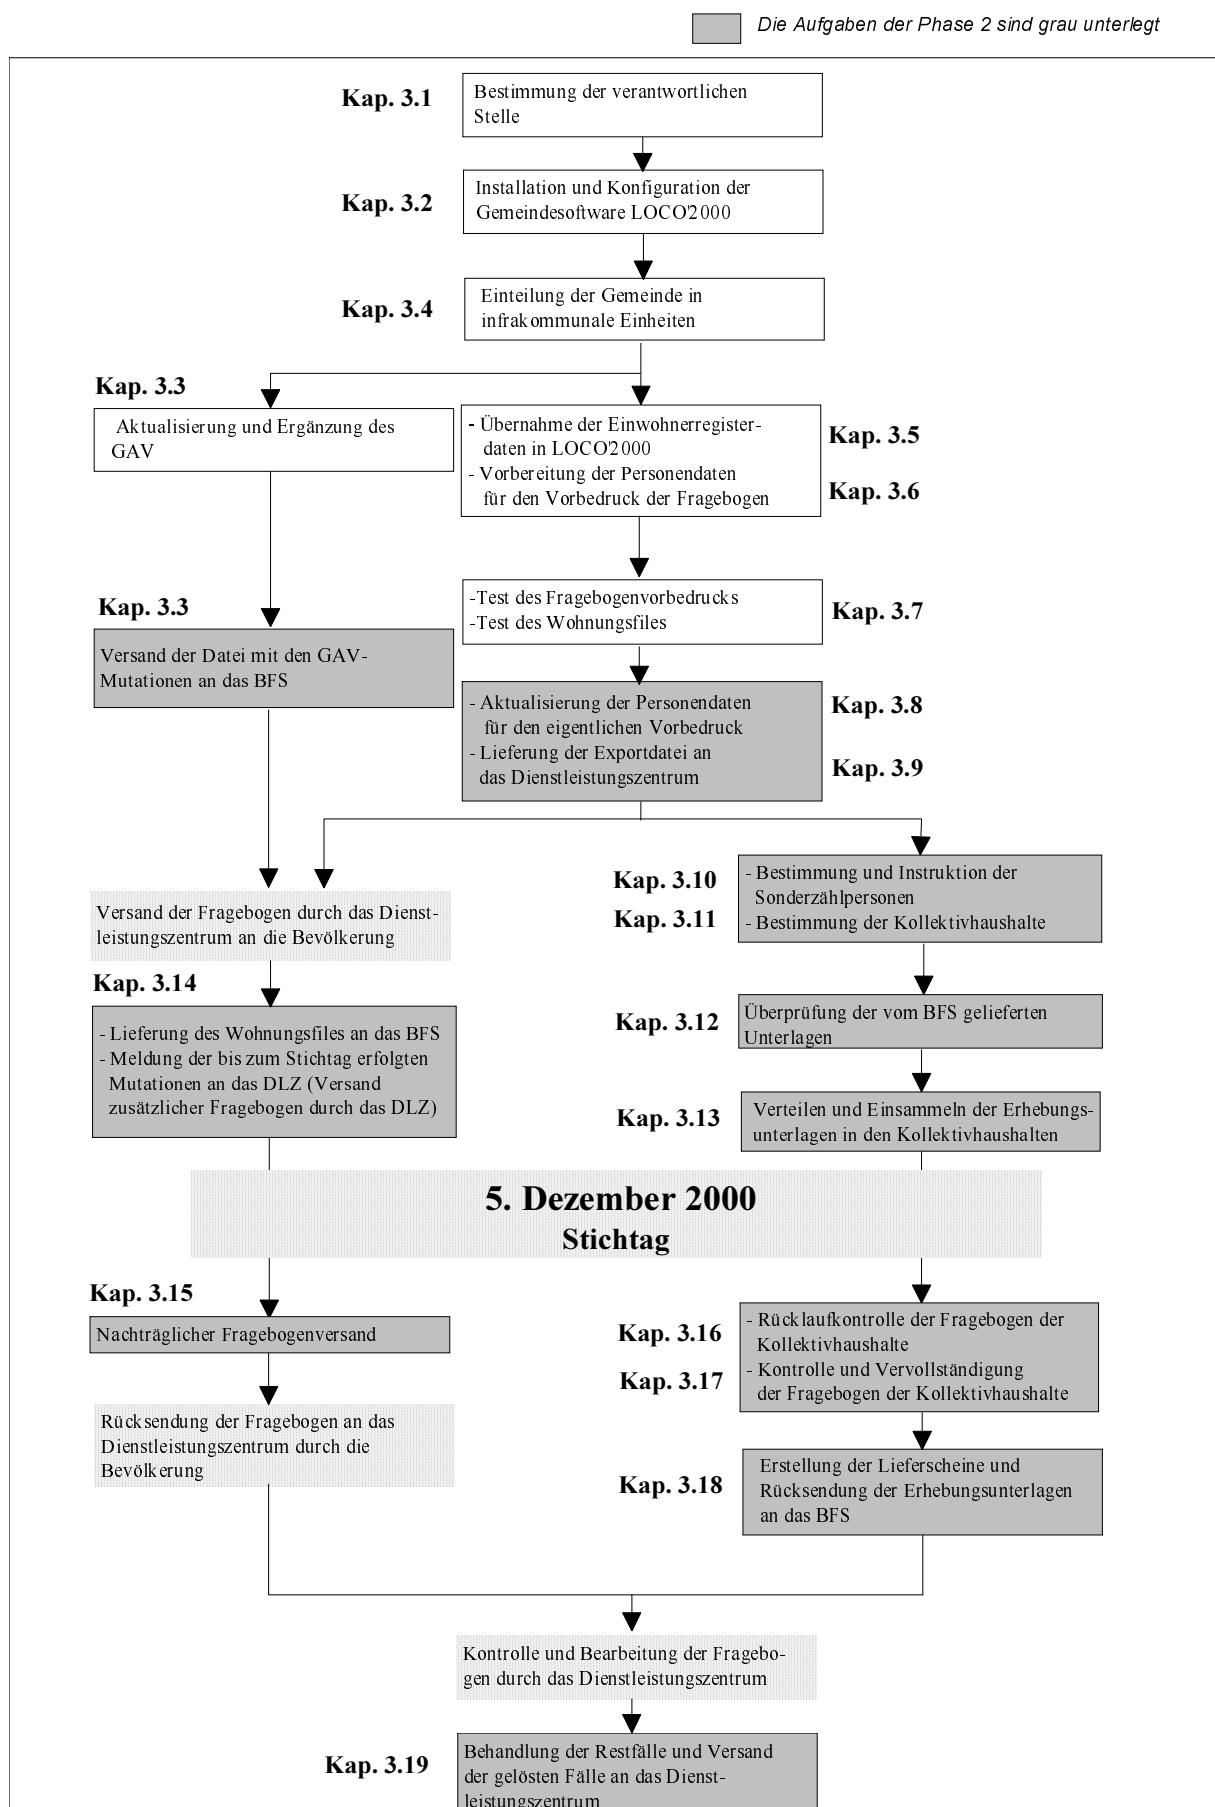 Die Aufgaben der Phase 2 sind grau unterlegt
Kap. 3.1
Bestimmung der verantwortlichen
Stelle
Kap. 3.2
Installation und Konfiguration der
Gemeindesoftware LOCO'2000
Kap. 3.4
Einteilung der Gemeinde in
infrakommunale Einheiten
Kap. 3.3
Aktualisierung und Ergänzung des
GAV
- Übernahme der Einwohnerregister-
daten in LOCO'2000
- Vorbereitung der Personendaten
für den Vorbedruck der Fragebogen
Kap. 3.5
Kap. 3.6
Kap. 3.3
Versand der Datei mit den GAV-
Mutationen an das BFS
-Test des Fragebogenvorbedrucks
-Test des Wohnungsfiles
Kap. 3.7
- Aktualisierung der Personendaten
für den eigentlichen Vorbedruck
- Lieferung der Exportdatei an
das Dienstleistungszentrum
Kap. 3.8
Kap. 3.9
Versand der Fragebogen durch das Dienst-
leistungszentrum an die Bevölkerung
Kap. 3.10
Kap. 3.11
- Bestimmung und Instruktion der
Sonderzählpersonen
- Bestimmung der Kollektivhaushalte
Kap. 3.14
- Lieferung des Wohnungsfiles an das BFS
- Meldung der bis zum Stichtag erfolgten
Mutationen an das DLZ (Versand
zusätzlicher Fragebogen durch das DLZ)
Kap. 3.12
Überprüfung der vom BFS gelieferten
Unterlagen
Kap. 3.13
Verteilen und Einsammeln der Erhebungs-
unterlagen in den Kollektivhaushalten
5. Dezember 2000
Stichtag
Kap. 3.15
Nachträglicher Fragebogenversand
Kap. 3.16
Kap. 3.17
- Rücklaufkontrolle der Fragebogen der
Kollektivhaushalte
- Kontrolle und Vervollständigung
der Fragebogen der Kollektivhaushalte
Rücksendung der Fragebogen an das
Dienstleistungszentrum durch die
Bevölkerung
Kap. 3.18
Erstellung der Lieferscheine und
Rücksendung der Erhebungsunterlagen
an das BFS
Kontrolle und Bearbeitung der Fragebo-
gen durch das Dienstleistungszentrum
Kap. 3.19
Behandlung der Restfälle und Versand
der gelösten Fälle an das Dienst-
leistungszentrum